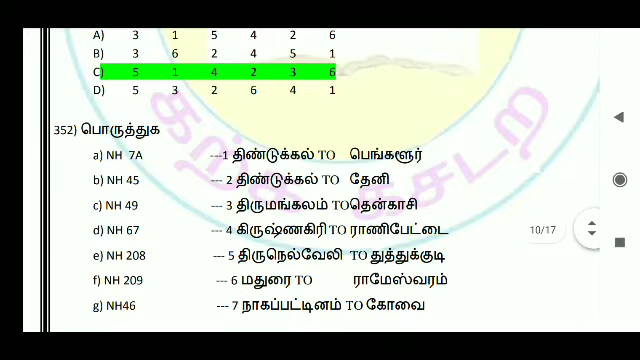 A) 3 1 5 4 2 6
B) 3 6 2 4 5 1
C) 5 1 4 2 3 6
D) 5 3 2 6 4 1
352) பொருத்துக
a) NH 7A ---1 திண்டுக்கல் TO பெங்களூர்
b) NH 45 --- 2 திண்டுக்கல் TO தேனி
c) NH 49 --- 3 திருமங்கலம் TOதென்காசி
d) NH 67 --- 4 கிருஷ்ணகிரி TO ராணிபேட்டை
e) NH 208 --- 5 திருநெல்வேலி TO துத்துக்குடி
f) NH 209 --- 6 மதுரை TO ராமேஸ்வரம்
g) NH46 --- 7 நாகப்பட்டினம் TO கோவை
10/17
கற்க கசடற